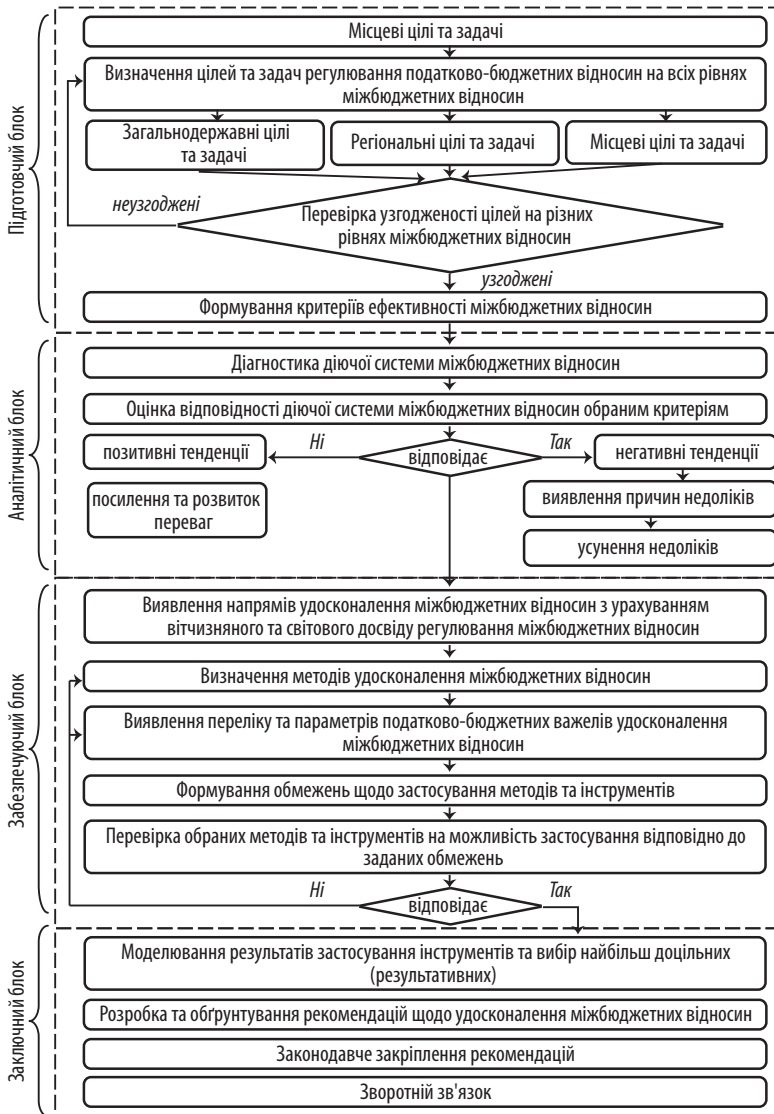 Підготовчий блок
Місцеві цілі та задачі
Визначення цілей та задач регулювання податково-бюджетних відносин на всіх рівнях
міжбюджетних відносин
Загальнодержавні цілі
та задачі
Регіональні цілі та задачі
Місцеві цілі та задачі
неузгоджені
Перевірка узгодженості цілей на різних
рівнях міжбюджетних відносин
узгоджені
Формування критеріїв ефективності міжбюджетних відносин
Аналітичний блок
Діагностика діючої системи міжбюджетних відносин
Оцінка відповідності діючої системи міжбюджетних відносин обраним критеріям
позитивні тенденції
Ні
відповідає
Так
негативні тенденції
посилення та розвиток
переваг
виявлення причин недоліків
усунення недоліків
Забезпечуючий блок
Виявлення напрямів удосконалення міжбюджетних відносин з урахуванням
вітчизняного та світового досвіду регулювання міжбюджетних відносин
Визначення методів удосконалення міжбюджетних відносин
Виявлення переліку та параметрів податково-бюджетних важелів удосконалення
міжбюджетних відносин
Формування обмежень щодо застосування методів та інструментів
Перевірка обраних методів та інструментів на можливість застосування відповідно до
заданих обмежень
Ні
відповідає
Так
Заключний блок
Моделювання результатів застосування інструментів та вибір найбільш доцільних
(результативних)
Розробка та обґрунтування рекомендацій щодо удосконалення міжбюджетних відносин
Законодавче закріплення рекомендацій
Зворотній зв'язок